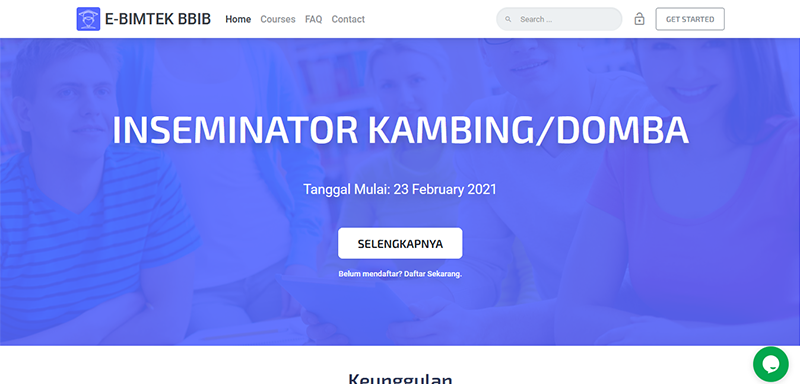 E-BIMTEK BBIB
Home Courses FAQ Contact
Search ...
GET STARTED
INSEMINATOR KAMBING/DOMBA
Tanggal Mulai: 23 February 2021
SELENGKAPNYA
Belum mendaftar? Daftar Sekarang.
Keunggulan